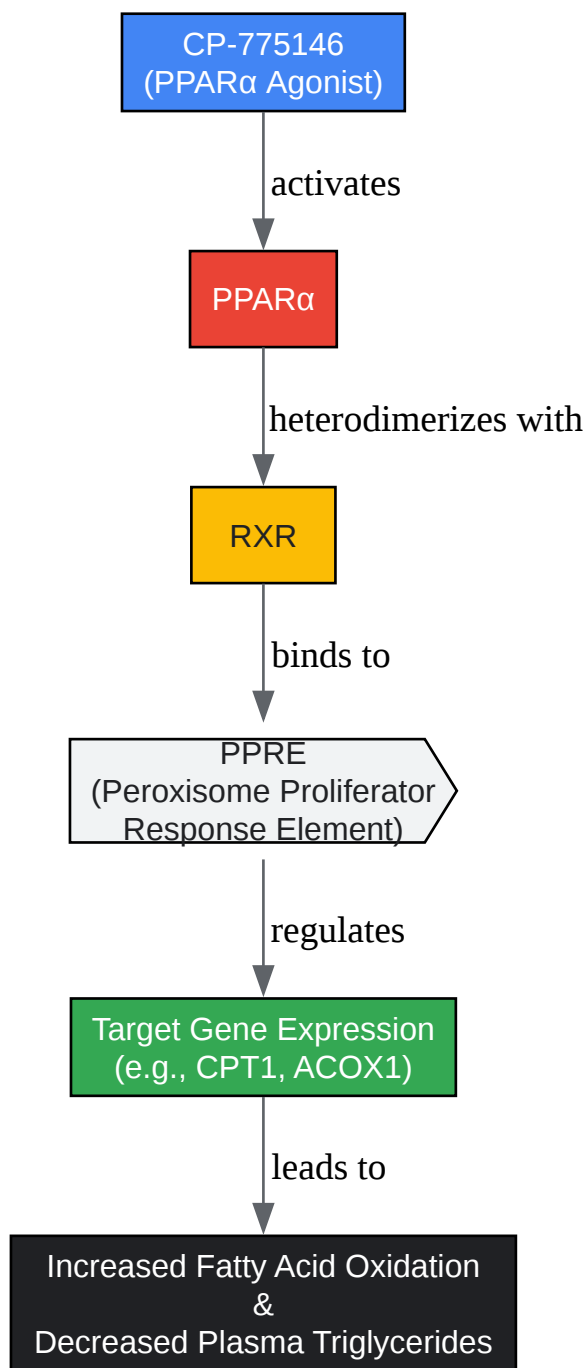 CP-775146
(PPARα Agonist)
activates
PPARα
heterodimerizes with
RXR
binds to
PPRE
(Peroxisome Proliferator
Response Element)
regulates
Target Gene Expression
(e.g., CPT1, ACOX1)
leads to
Increased Fatty Acid Oxidation
&
Decreased Plasma Triglycerides